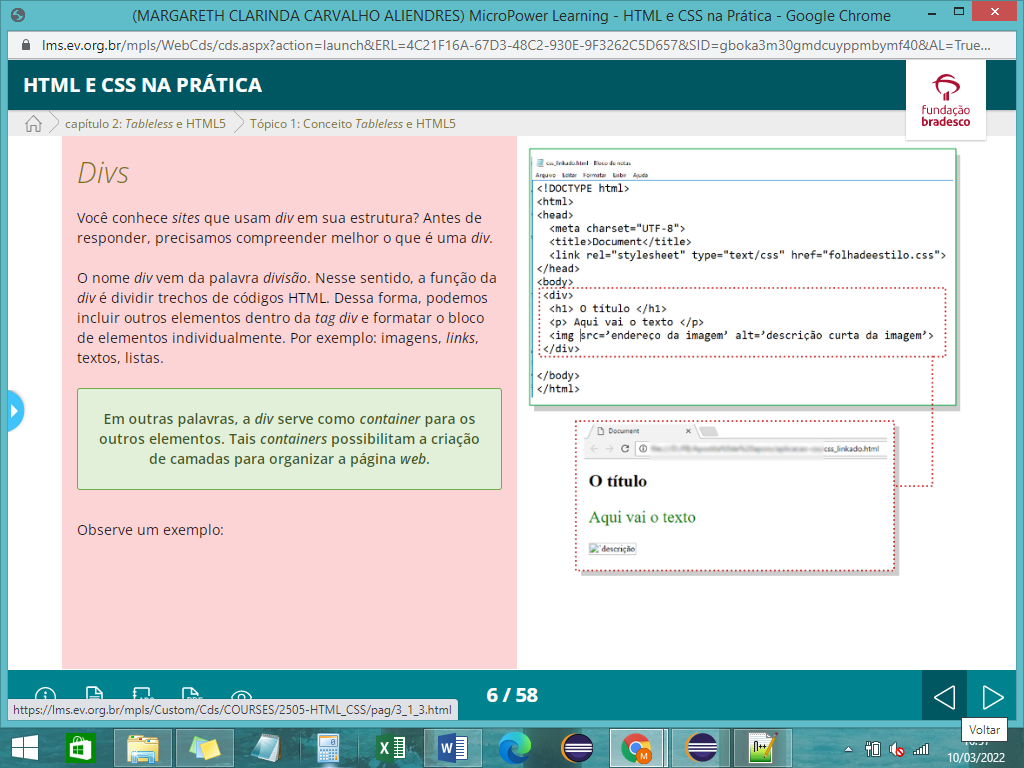 (MARGARETH CLARINDA CARVALHO ALIENDRES) MicroPower Learning - HTML e CSS na Prática - Google Chrome
lms.ev.org.br/mpls/WebCds/cds.aspx?action=launch&ERL=4C21F16A-67D3-48C2-930E-9F3262C5D657&SID=gboka3m30gmdcuyppmbymf40&AL=True...
HTML E CSS NA PRÁTICA
fundação
bradesco
capítulo 2: Tableless e HTML5
Tópico 1: Conceito Tableless e HTML5
Divs
Você conhece sites que usam div em sua estrutura? Antes de
responder, precisamos compreender melhor o que é uma div.
O nome div vem da palavra divisão. Nesse sentido, a função da
div é dividir trechos de códigos HTML. Dessa forma, podemos
incluir outros elementos dentro da tag div e formatar o bloco
de elementos individualmente. Por exemplo: imagens, links,
textos, listas.
Em outras palavras, a div serve como container para os
outros elementos. Tais containers possibilitam a criação
de camadas para organizar a página web.
Observe um exemplo:
css_linkado.html - Bloco de notas
Arquivo Editar Formatar Exibir Ajuda
<!DOCTYPE html>
<html>
<head>
<meta charset="UTF-8">
<title>Document</title>
<link rel="stylesheet" type="text/css" href="folhadeestilo.css">
</head>
<body>
<div>
<h1> O título </h1>
<p> Aqui vai o texto </p>
<img src=’endereço da imagem’ alt=’descrição curta da imagem’>
</div>
</body>
</html>
Document
css_linkado.html
O título
Aqui vai o texto
descrição
6 / 58
https://lms.ev.org.br/mpls/Custom/Cds/COURSES/2505-HTML_CSS/pag/3_1_3.html
Voltar
10/03/2022